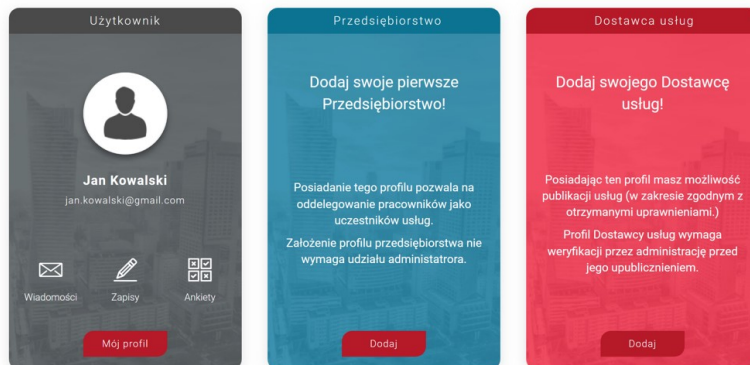 Użytkownik
Jan Kowalski
jan.kowalski@gmail.com
Wiadomości
Zapisy
Ankiety
Mój profil
Przedsiębiorstwo
Dodaj swoje pierwsze
Przedsiębiorstwo!
Posiadanie tego profilu pozwala na
oddelegowanie pracowników jako
uczestników usług.
Założenie profilu przedsiębiorstwa nie
wymaga udziału administatrora.
Dodaj
Dostawca usług
Dodaj swojego Dostawcę
usług!
Posiadając ten profil masz możliwość
publikacji usług (w zakresie zgodnym z
otrzymanymi uprawnieniami.)
Profil Dostawcy usług wymaga
weryfikacji przez administrację przed
jego upublicznieniem.
Dodaj